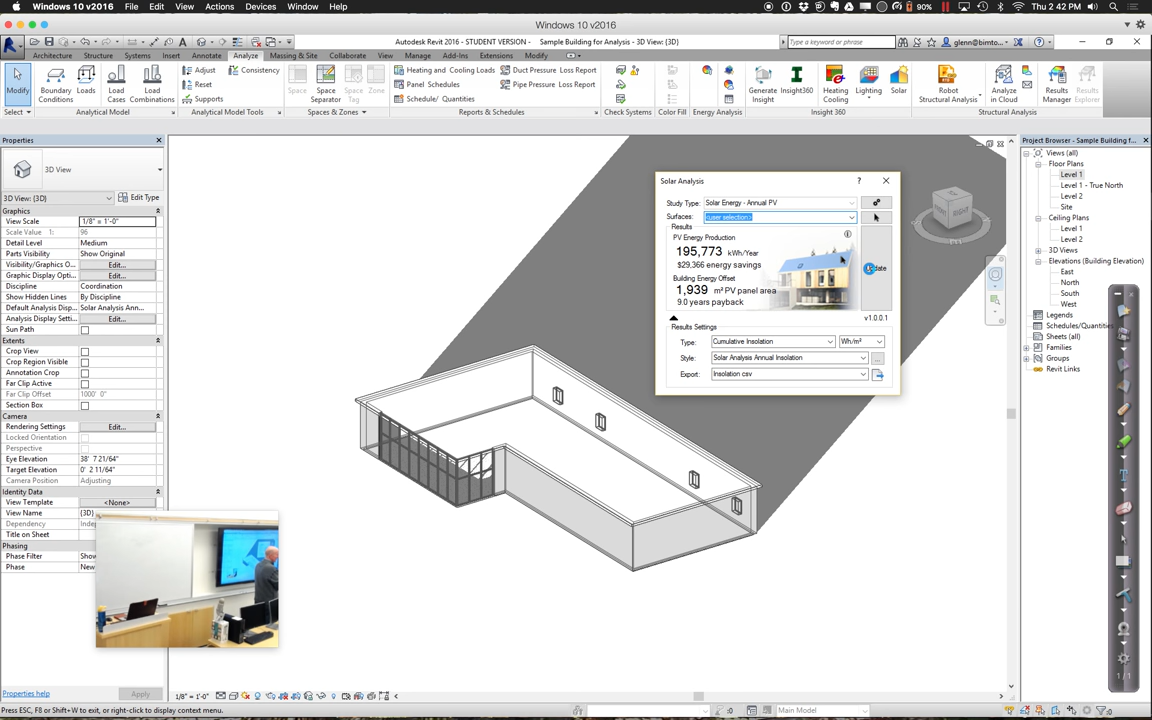 Windows 10 v2016 File Edit View Actions Devices Window Help 90% Thu 2 42 PM
Windows 10 v2016
Autodesk Revit 2016 - STUDENT VERSION - Sample Building for Analysis - 3D View: {3D}
Type a keyword or phrase
glenn@bimto...
Architecture Structure Systems Insert Annotate Analyze Massing & Site Collaborate View Manage Add-Ins Extensions Modify
Modify
Boundary Conditions
Loads
Load Cases
Load Combinations
Adjust
Reset
Supports
Consistency
Space
Space Separator
Space Tag
Zone
Heating and Cooling Loads
Panel Schedules
Schedule/ Quantities
Duct Pressure Loss Report
Pipe Pressure Loss Report
Generate Insight
Insight360
Heating Cooling
Lighting
Solar
Robot Structural Analysis
Analyze in Cloud
Results Manager
Results Explorer
Select Analytical Model Analytical Model Tools Spaces & Zones Reports & Schedules Check Systems Color Fill Energy Analysis Insight 360 Structural Analysis
Properties
3D View
3D View: {3D} Edit Type
Graphics
View Scale 1/8" = 1'-0"
Scale Value 1: 96
Detail Level Medium
Parts Visibility Show Original
Visibility/Graphics O... Edit...
Graphic Display Opti... Edit...
Discipline Coordination
Show Hidden Lines By Discipline
Default Analysis Disp... Solar Analysis Ann...
Analysis Display Setti... Edit...
Sun Path
Extents
Crop View
Crop Region Visible
Annotation Crop
Far Clip Active
Far Clip Offset 1000' 0"
Section Box
Camera
Rendering Settings Edit...
Locked Orientation
Perspective
Eye Elevation 38' 7 21/64"
Target Elevation 0' 2 11/64"
Camera Position Adjusting
Identity Data
View Template <None>
View Name {3D}
Dependency Inde
Title on Sheet
Phasing
Phase Filter Show
Phase New
Properties help Apply
Solar Analysis
Study Type: Solar Energy - Annual PV
Surfaces: <user selection>
Results
PV Energy Production
195,773 kWh/Year
$29,366 energy savings
Building Energy Offset
1,939 m² PV panel area
9.0 years payback
v1.0.0.1
Results Settings
Type: Cumulative Insolation Wh/m²
Style: Solar Analysis Annual Insolation ...
Export: Insolation csv
RIGHT
Project Browser - Sample Building for...
Views (all)
Floor Plans
Level 1
Level 1 - True North
Level 2
Site
Ceiling Plans
Level 1
Level 2
3D Views
Elevations (Building Elevation)
East
North
South
West
Legends
Schedules/Quantities
Sheets (all)
Families
Groups
Revit Links
1 / 1
1/8" = 1'-0"
Press ESC, F8 or Shift+W to exit, or right-click to display context menu.
:0 Main Model :0